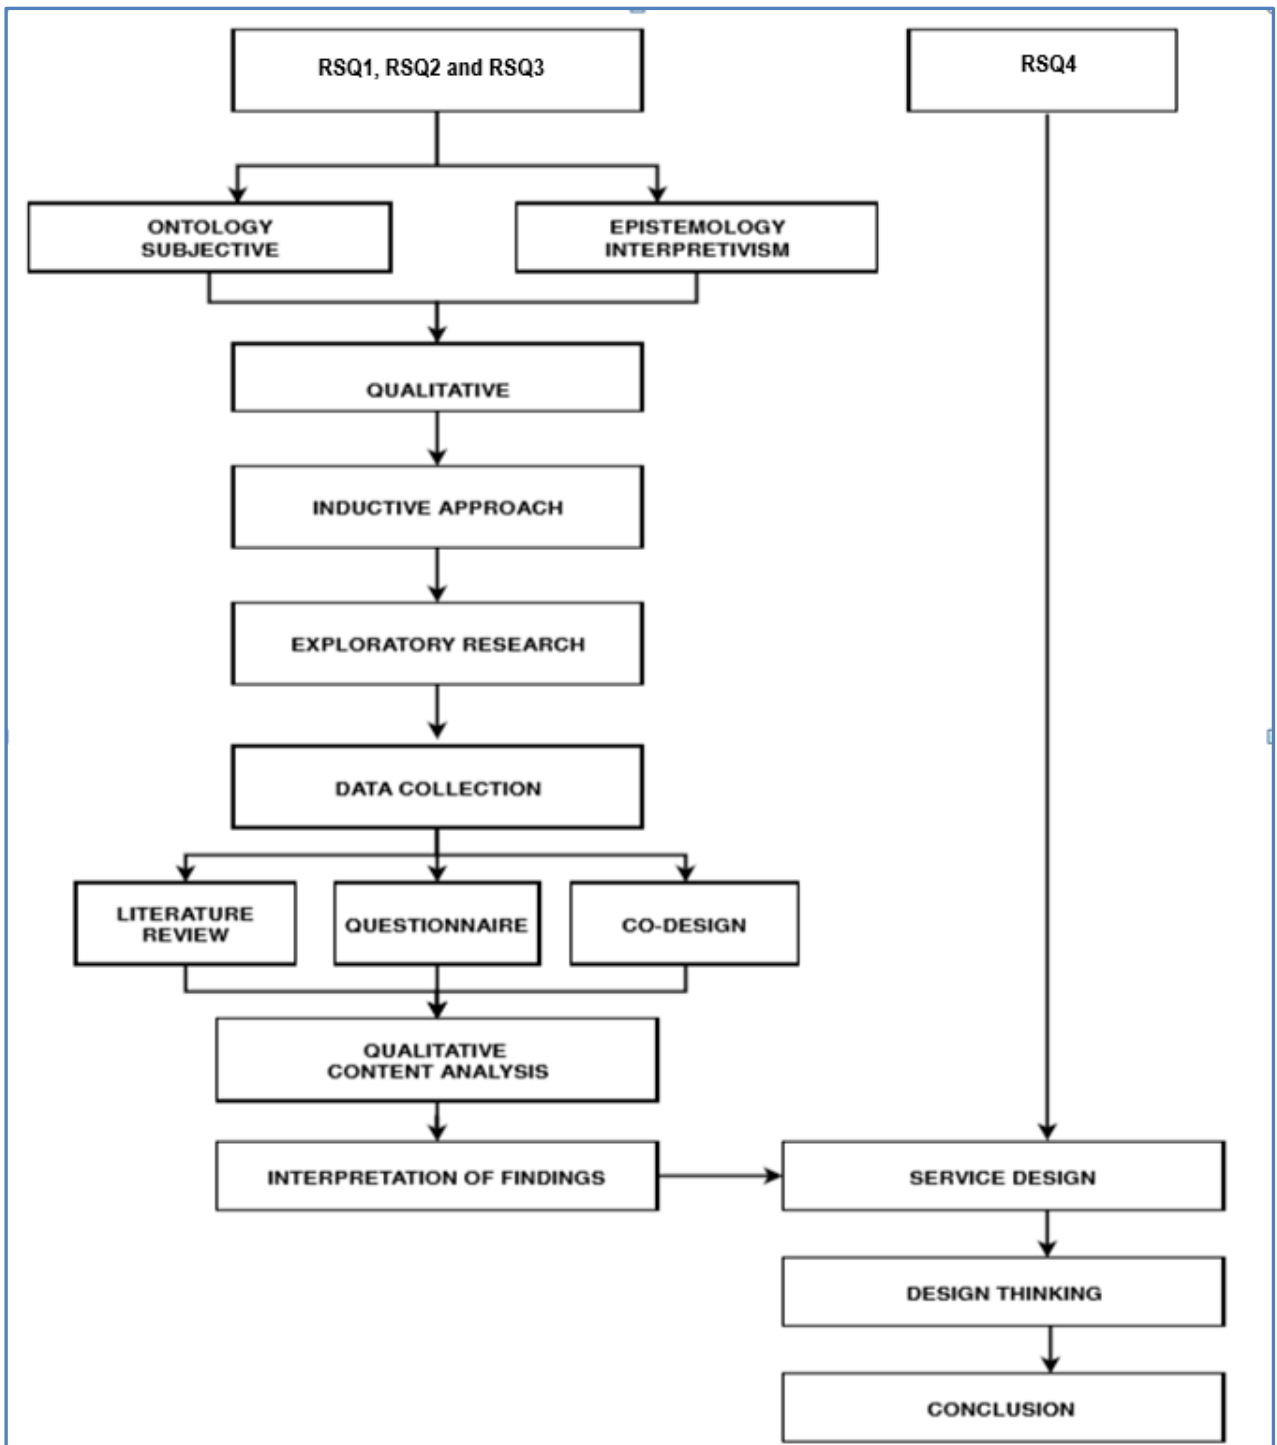 RSQ1, RSQ2 and RSQ3
RSQ4
ONTOLOGY
SUBJECTIVE
EPISTEMOLOGY
INTERPRETIVISM
QUALITATIVE
INDUCTIVE APPROACH
EXPLORATORY RESEARCH
DATA COLLECTION
LITERATURE
REVIEW
QUESTIONNAIRE
CO-DESIGN
QUALITATIVE
CONTENT ANALYSIS
INTERPRETATION OF FINDINGS
SERVICE DESIGN
DESIGN THINKING
CONCLUSION